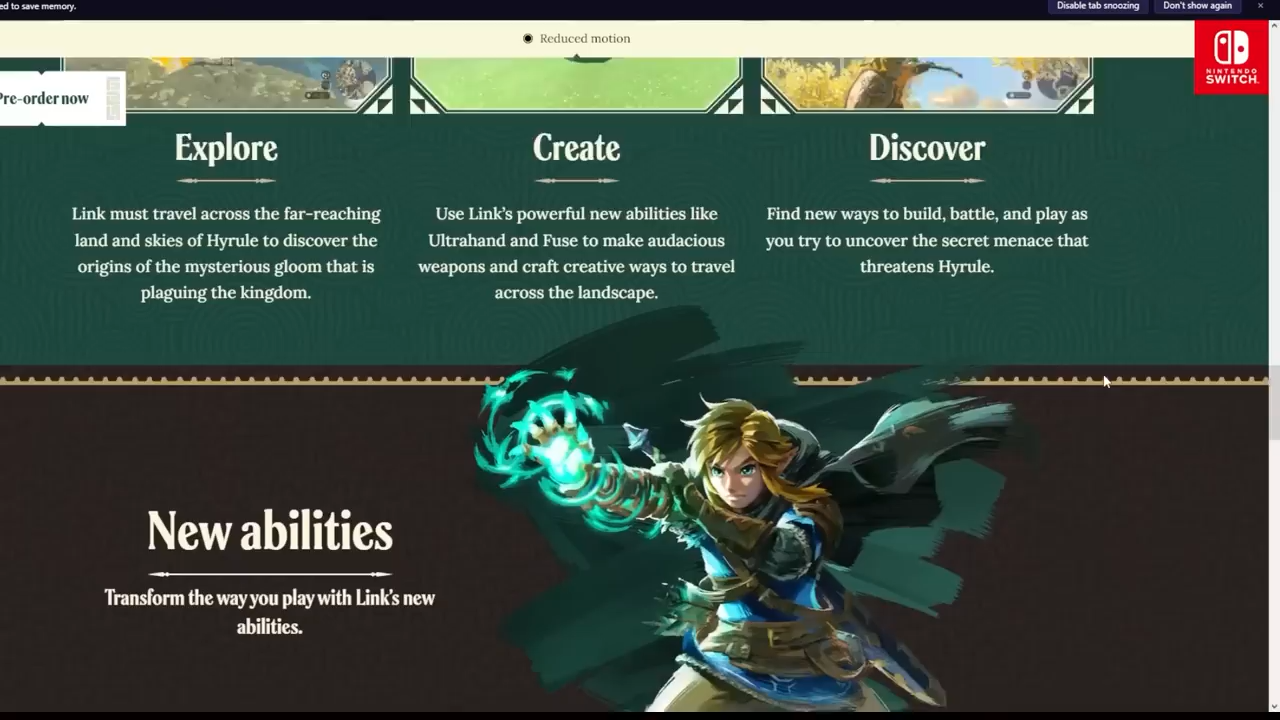 ed to save memory.
Disable tab snoozing
Don't show again
Reduced motion
NINTENDO
SWITCH
Pre-order now
Explore
Link must travel across the far-reaching
land and skies of Hyrule to discover the
origins of the mysterious gloom that is
plaguing the kingdom.
Create
Use Link’s powerful new abilities like
Ultrahand and Fuse to make audacious
weapons and craft creative ways to travel
across the landscape.
Discover
Find new ways to build, battle, and play as
you try to uncover the secret menace that
threatens Hyrule.
New abilities
Transform the way you play with Link’s new
abilities.